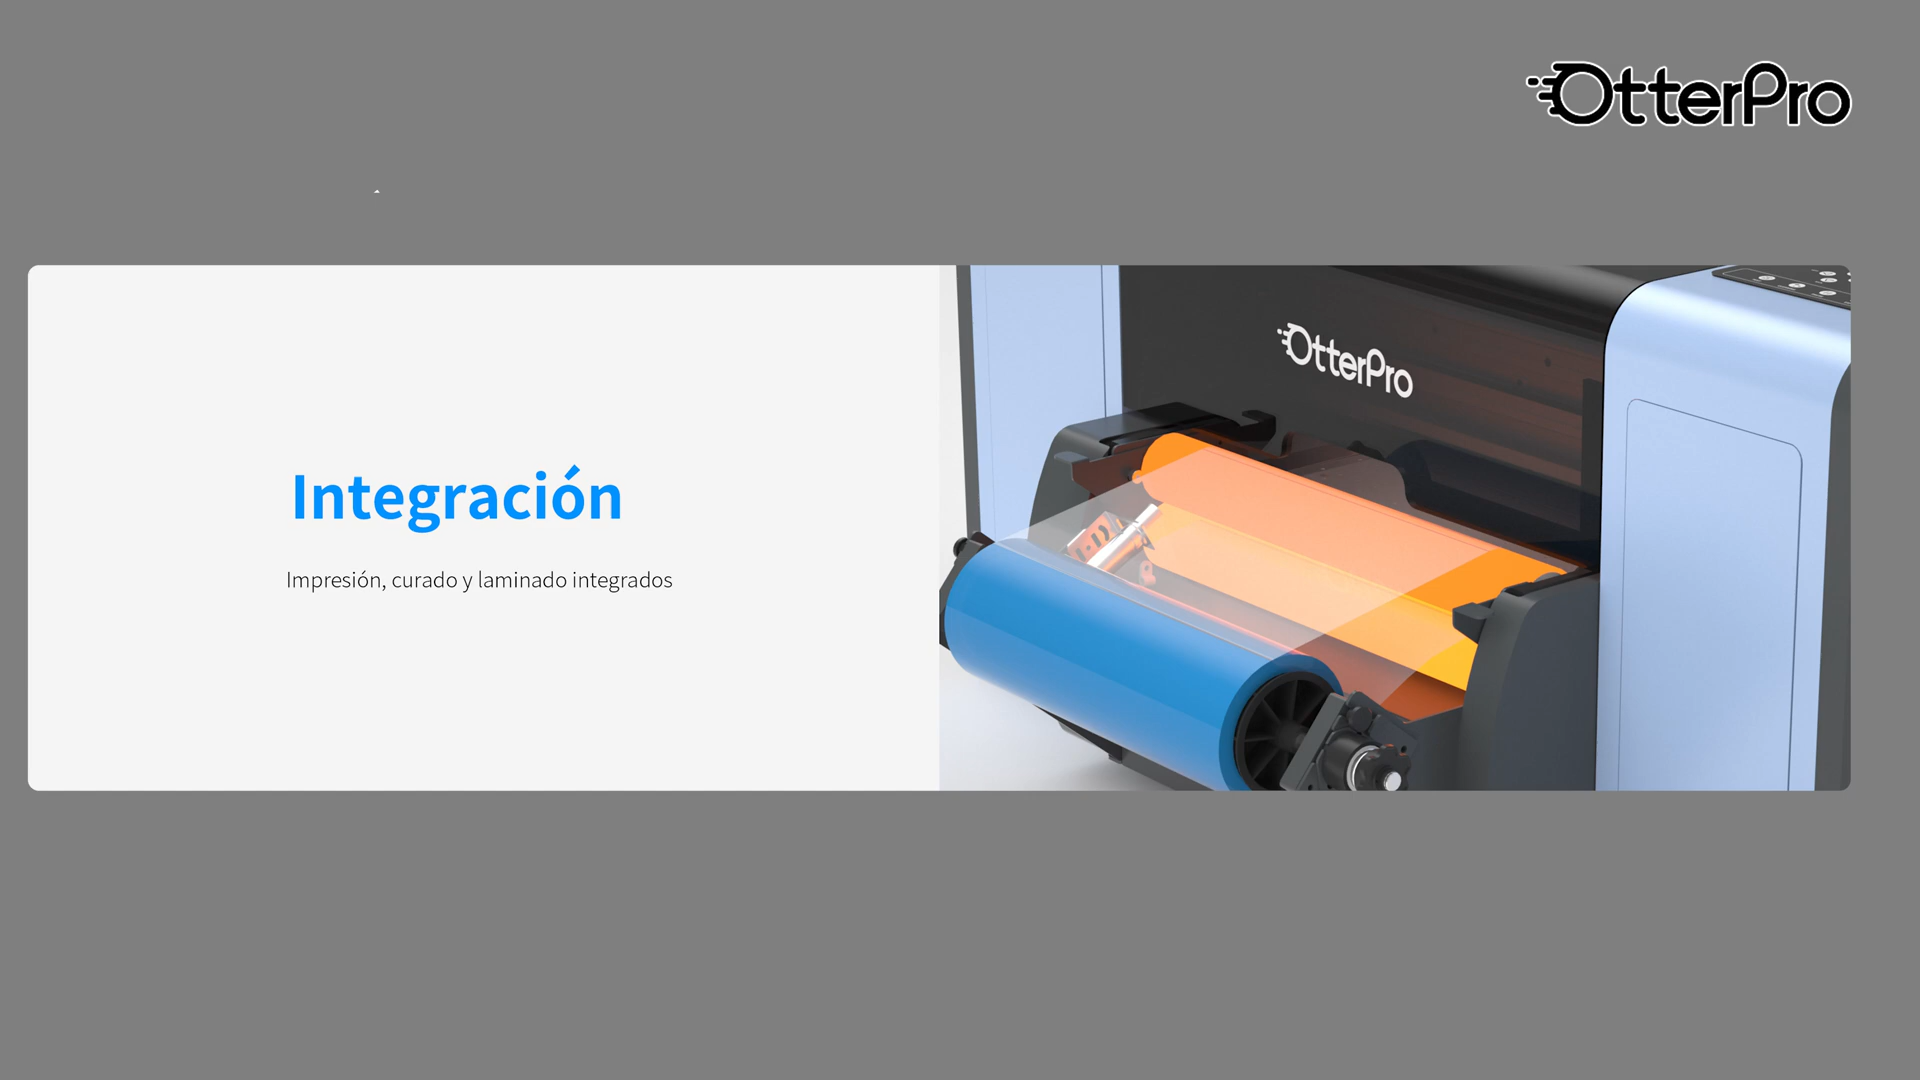 OtterPro
OtterPro
Integración
Impresión, curado y laminado integrados